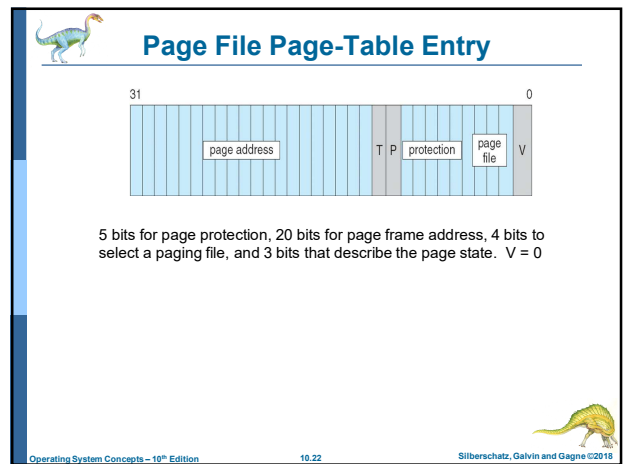 Page File Page-Table Entry
31 0
page address T P protection page file V
5 bits for page protection, 20 bits for page frame address, 4 bits to
select a paging file, and 3 bits that describe the page state. V = 0
Operating System Concepts – 10th Edition 10.22 Silberschatz, Galvin and Gagne ©2018